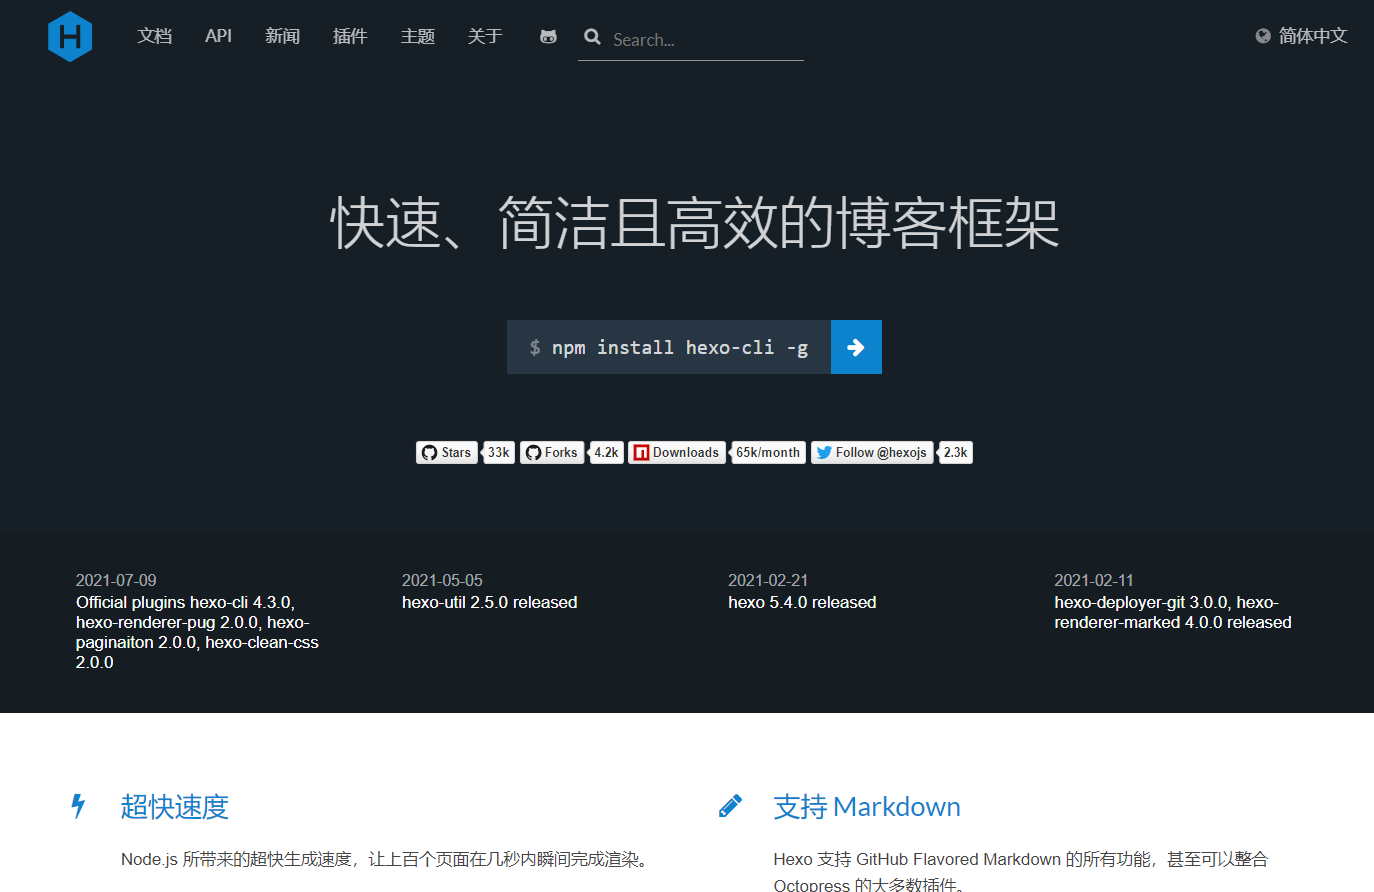 H 文档 API 新闻 插件 主题 关于 Search... 简体中文
快速、简洁且高效的博客框架
$ npm install hexo-cli -g
Stars 33k Forks 4.2k Downloads 65k/month Follow @hexojs 2.3k
2021-07-09
Official plugins hexo-cli 4.3.0,
hexo-renderer-pug 2.0.0, hexo-
paginaiton 2.0.0, hexo-clean-css
2.0.0
2021-05-05
hexo-util 2.5.0 released
2021-02-21
hexo 5.4.0 released
2021-02-11
hexo-deployer-git 3.0.0, hexo-
renderer-marked 4.0.0 released
超快速度
Node.js 所带来的超快生成速度，让上百个页面在几秒内瞬间完成渲染。
支持 Markdown
Hexo 支持 GitHub Flavored Markdown 的所有功能，甚至可以整合
Octopress 的大多数插件。